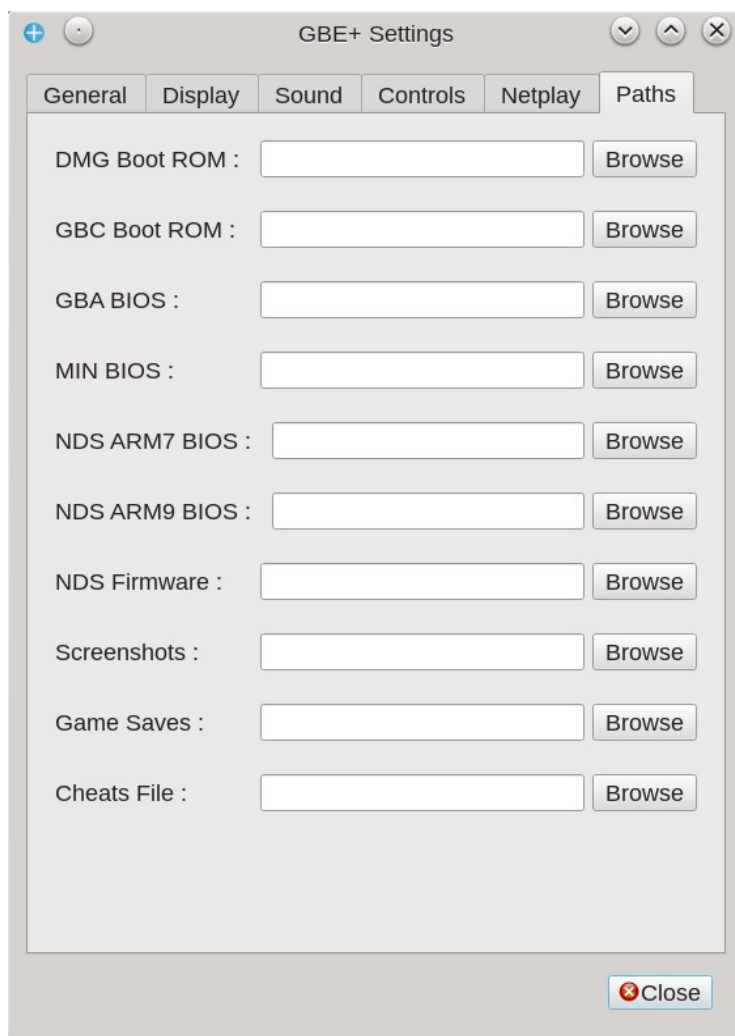 GBE+ Settings
General Display Sound Controls Netplay Paths
DMG Boot ROM : Browse
GBC Boot ROM : Browse
GBA BIOS : Browse
MIN BIOS : Browse
NDS ARM7 BIOS : Browse
NDS ARM9 BIOS : Browse
NDS Firmware : Browse
Screenshots : Browse
Game Saves : Browse
Cheats File : Browse
Close